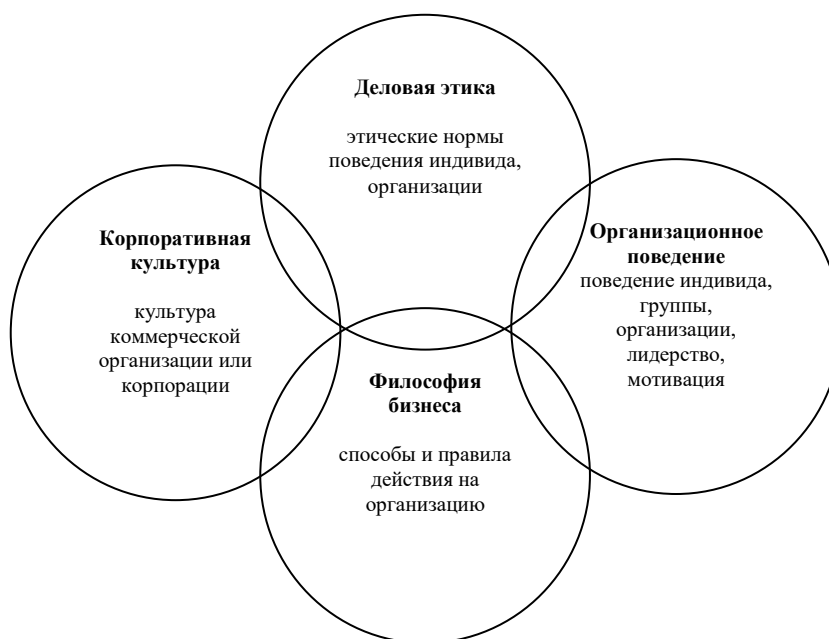 Деловая этика
этические нормы
поведения индивида,
организации
Корпоративная
культура
культура
коммерческой
организации или
корпорации
Организационное
поведение
поведение индивида,
группы,
организации,
лидерство,
мотивация
Философия
бизнеса
способы и правила
действия на
организацию